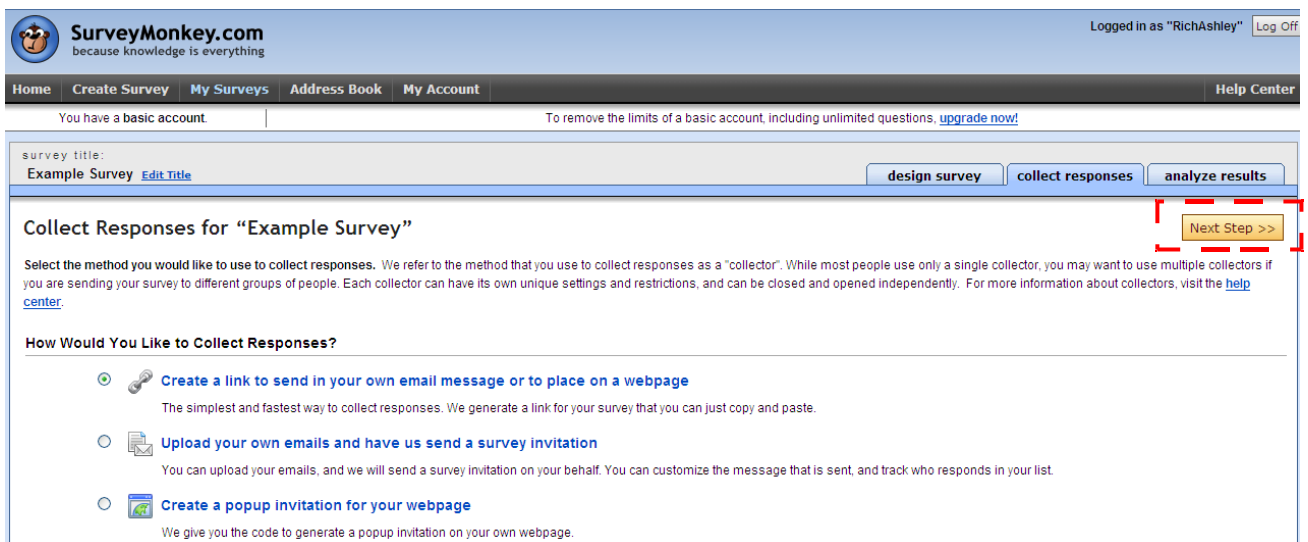 SurveyMonkey.com
because knowledge is everything
Logged in as "RichAshley" Log Off
Home Create Survey My Surveys Address Book My Account Help Center
You have a basic account. To remove the limits of a basic account, including unlimited questions, upgrade now!
survey title:
Example Survey Edit Title
design survey collect responses analyze results
Collect Responses for “Example Survey” Next Step >>
Select the method you would like to use to collect responses. We refer to the method that you use to collect responses as a "collector". While most people use only a single collector, you may want to use multiple collectors if
you are sending your survey to different groups of people. Each collector can have its own unique settings and restrictions, and can be closed and opened independently. For more information about collectors, visit the help
center.
How Would You Like to Collect Responses?
Create a link to send in your own email message or to place on a webpage
The simplest and fastest way to collect responses. We generate a link for your survey that you can just copy and paste.
Upload your own emails and have us send a survey invitation
You can upload your emails, and we will send a survey invitation on your behalf. You can customize the message that is sent, and track who responds in your list.
Create a popup invitation for your webpage
We give you the code to generate a popup invitation on your own webpage.